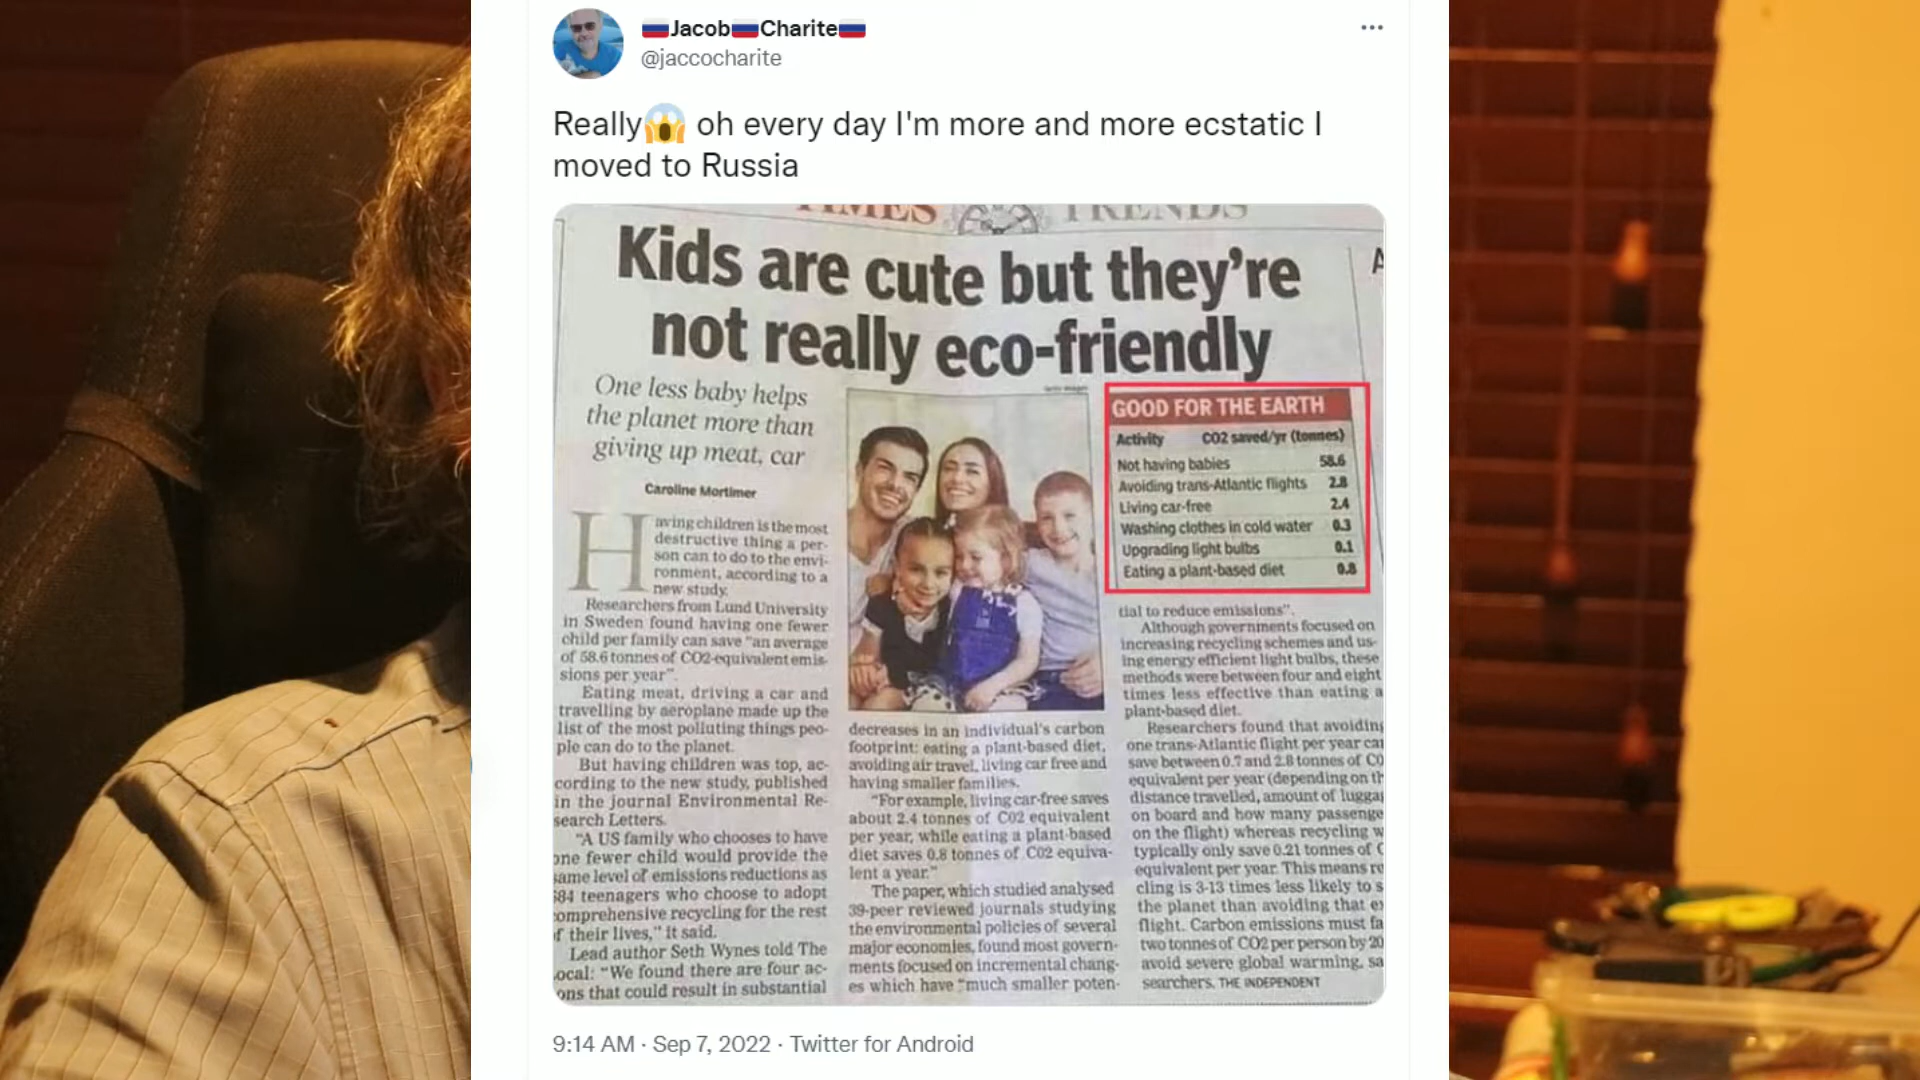 Jacob Charite
@jaccocharite
Really😱 oh every day I'm more and more ecstatic I
moved to Russia
TIMES TRENDS
Kids are cute but they're
not really eco-friendly
One less baby helps
the planet more than
giving up meat, car
Caroline Mortimer
Having children is the most
destructive thing a per-
son can to do to the envi-
ronment, according to a
new study.
Researchers from Lund University
in Sweden found having one fewer
child per family can save "an average
of 58.6 tonnes of CO2-equivalent emis-
sions per year".
Eating meat, driving a car and
travelling by aeroplane made up the
list of the most polluting things peo-
ple can do to the planet.
But having children was top, ac-
cording to the new study, published
in the journal Environmental Re-
search Letters.
"A US family who chooses to have
one fewer child would provide the
same level of emissions reductions as
684 teenagers who choose to adopt
comprehensive recycling for the rest
of their lives," it said.
Lead author Seth Wynes told The
Local: "We found there are four ac-
ons that could result in substantial
decreases in an individual's carbon
footprint: eating a plant-based diet,
avoiding air travel, living car free and
having smaller families.
"For example, living car-free saves
about 2.4 tonnes of CO2 equivalent
per year, while eating a plant-based
diet saves 0.8 tonnes of CO2 equiva-
lent a year."
The paper, which studied analysed
39-peer reviewed journals studying
the environmental policies of several
major economies, found most govern-
ments focused on incremental chang-
es which have "much smaller poten-
GOOD FOR THE EARTH
Activity CO2 saved/yr (tonnes)
Not having babies 58.6
Avoiding trans-Atlantic flights 2.8
Living car-free 2.4
Washing clothes in cold water 0.3
Upgrading light bulbs 0.1
Eating a plant-based diet 0.8
tial to reduce emissions".
Although governments focused on
increasing recycling schemes and us-
ing energy efficient light bulbs, these
methods were between four and eight
times less effective than eating a
plant-based diet.
Researchers found that avoiding
one trans-Atlantic flight per year can
save between 0.7 and 2.8 tonnes of CO
equivalent per year (depending on th
distance travelled, amount of luggag
on board and how many passenge
on the flight) whereas recycling w
typically only save 0.21 tonnes of C
equivalent per year. This means re
cling is 3-13 times less likely to s
the planet than avoiding that ex
flight. Carbon emissions must fa
two tonnes of CO2 per person by 20
avoid severe global warming, sa
searchers. THE INDEPENDENT
9:14 AM · Sep 7, 2022 · Twitter for Android